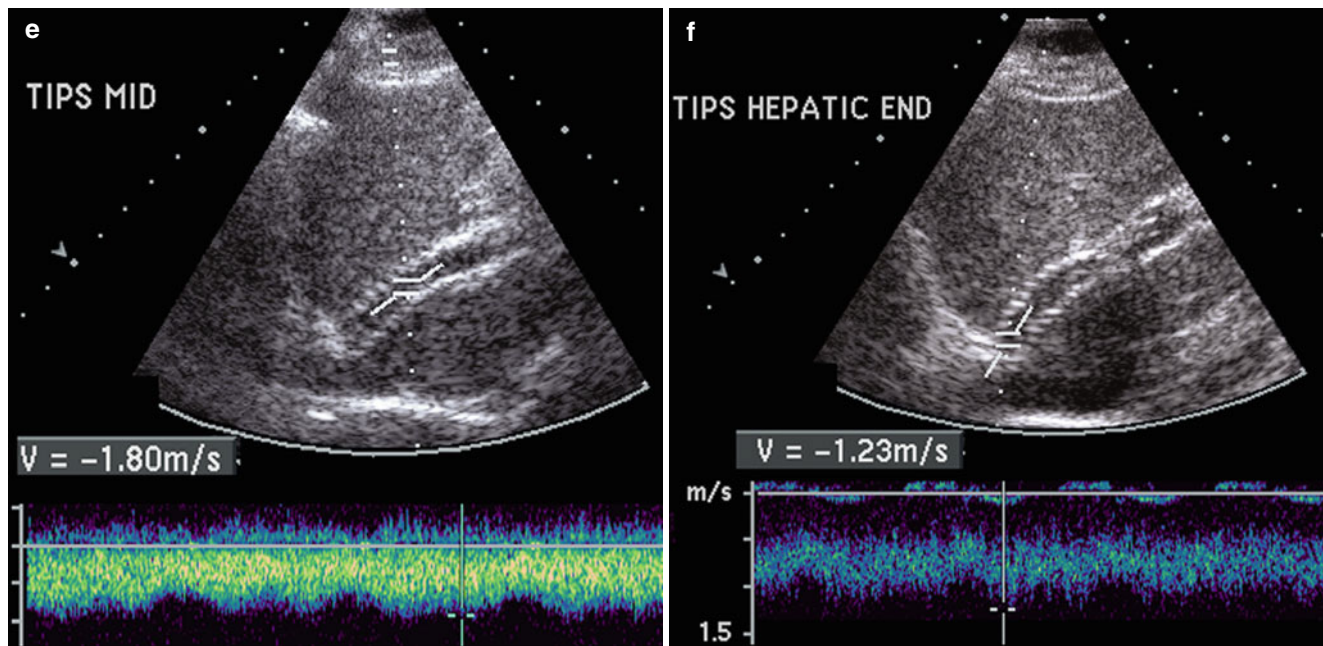 e
TIPS MID
V = -1.80m/s
f
TIPS HEPATIC END
V = -1.23m/s
m/s
1.5